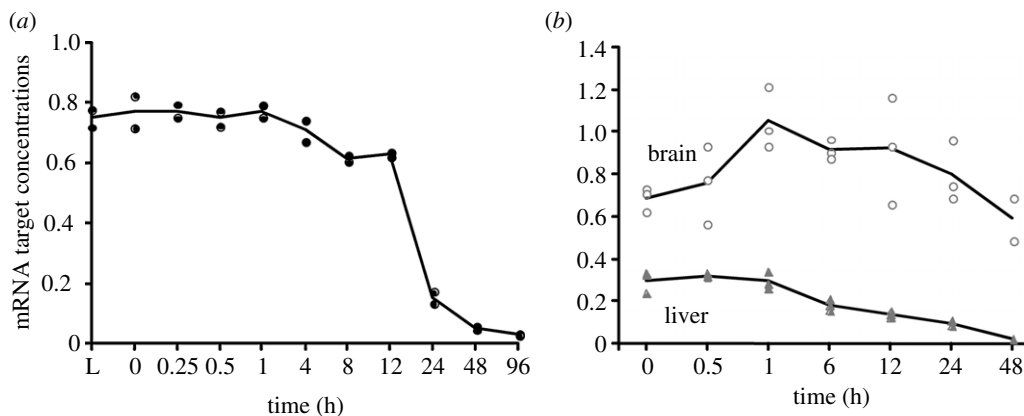 (a)
mRNA target concentrations
1.0
0.8
0.6
0.4
0.2
0
L 0 0.25 0.5 1 4 8 12 24 48 96
time (h)
(b)
1.4
1.2
1.0
0.8
0.6
0.4
0.2
0
brain
liver
0 0.5 1 6 12 24 48
time (h)